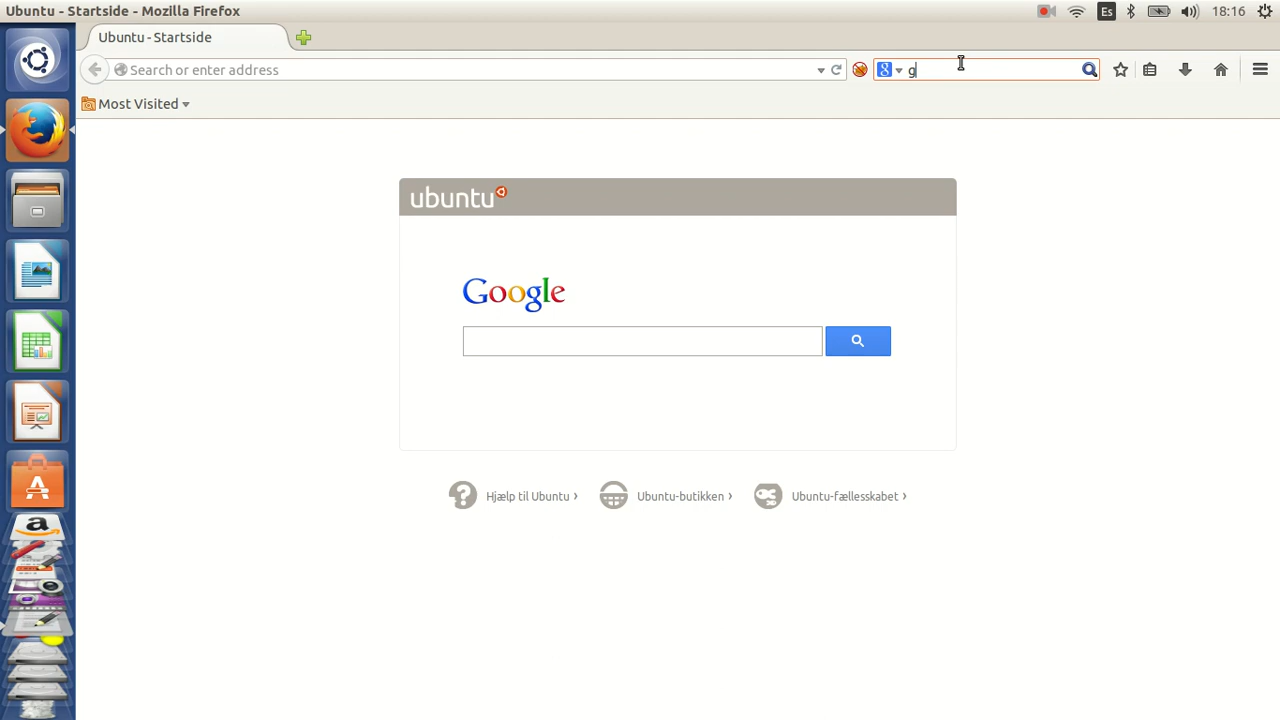 Ubuntu - Startside - Mozilla Firefox
Es
18:16
Ubuntu - Startside
Search or enter address
8
g
Most Visited
ubuntu
Google
Hjælp til Ubuntu ›
Ubuntu-butikken ›
Ubuntu-fællesskabet ›